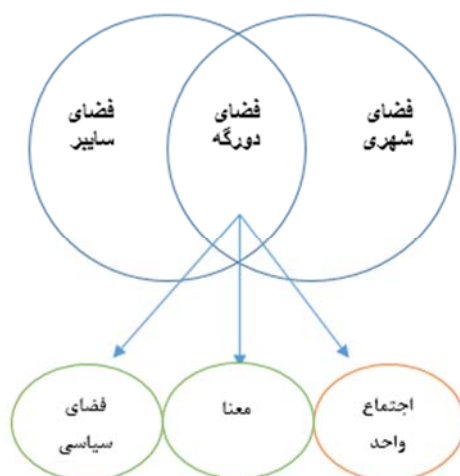 فضای
شهری
فضای
دورگه
فضای
سایبر
اجتماع
واحد
معنا
فضای
سیاسی